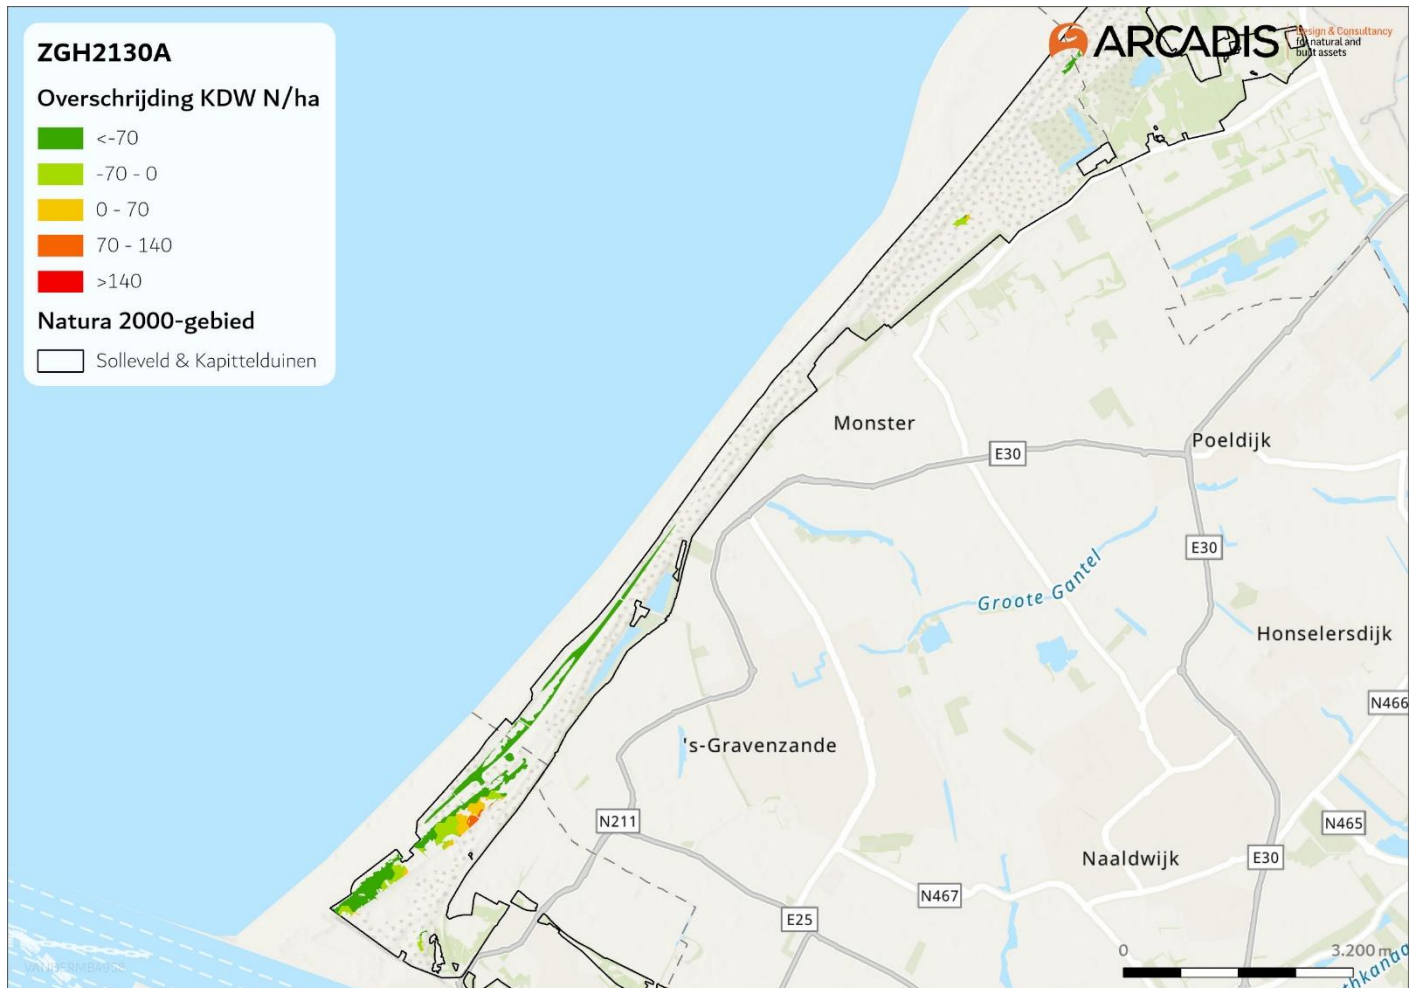 ZGH2130A
Overschrijding KDW N/ha
<-70
-70 - 0
0 - 70
70 - 140
>140
Natura 2000-gebied
Solleveld & Kapittelduinen
ARCADIS
Design & Consultancy
for natural and
built assets
Monster
Poeldijk
E30
E30
Groote Gantel
Honselersdijk
N466
's-Gravenzande
N211
N465
Naaldwijk
E30
N467
E25
0
3.200 m